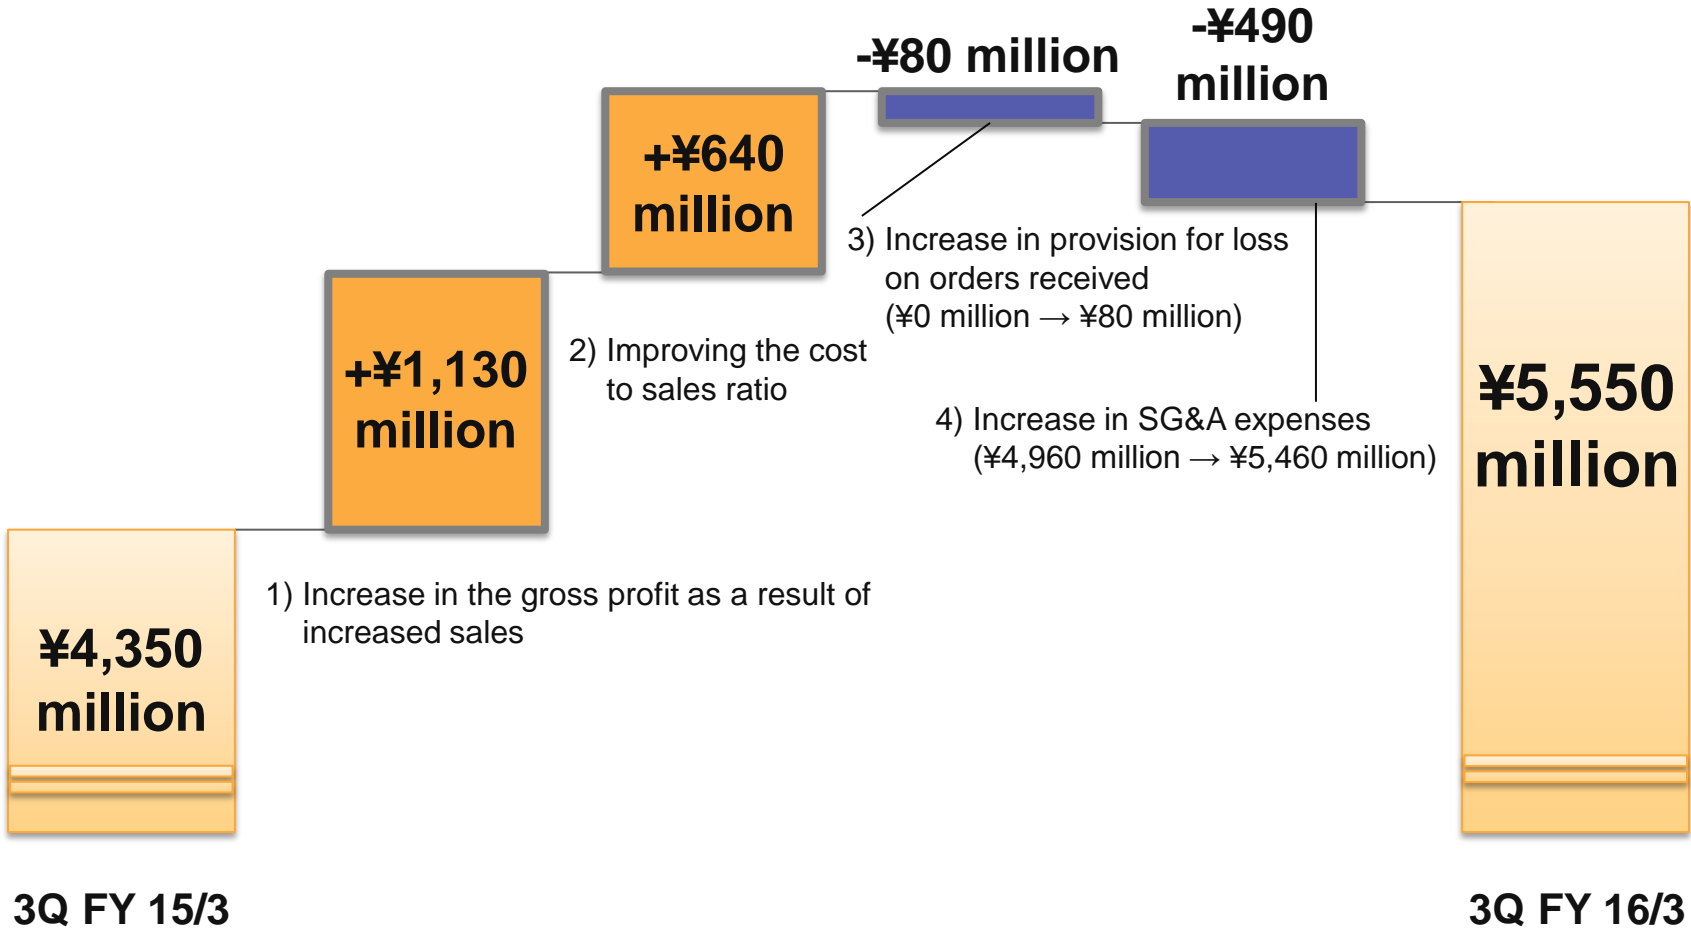 -¥490
million
-¥80 million
+¥640
million
3) Increase in provision for loss
on orders received
(¥0 million → ¥80 million)
+¥1,130
million
2) Improving the cost
to sales ratio
¥5,550
million
4) Increase in SG&A expenses
(¥4,960 million → ¥5,460 million)
1) Increase in the gross profit as a result of
increased sales
¥4,350
million
3Q FY 15/3
3Q FY 16/3